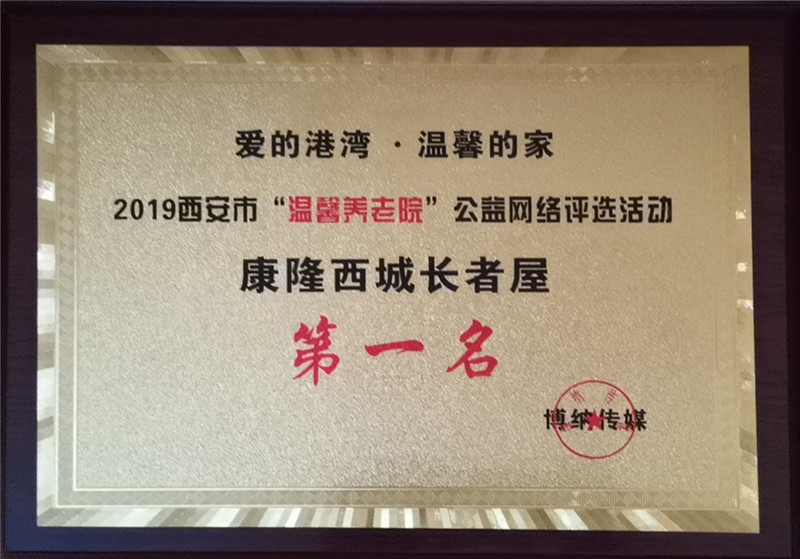 爱的港湾·温馨的家
2019西安市“温馨养老院”公益网络评选活动
康隆西城长者屋
第一名
博纳传媒